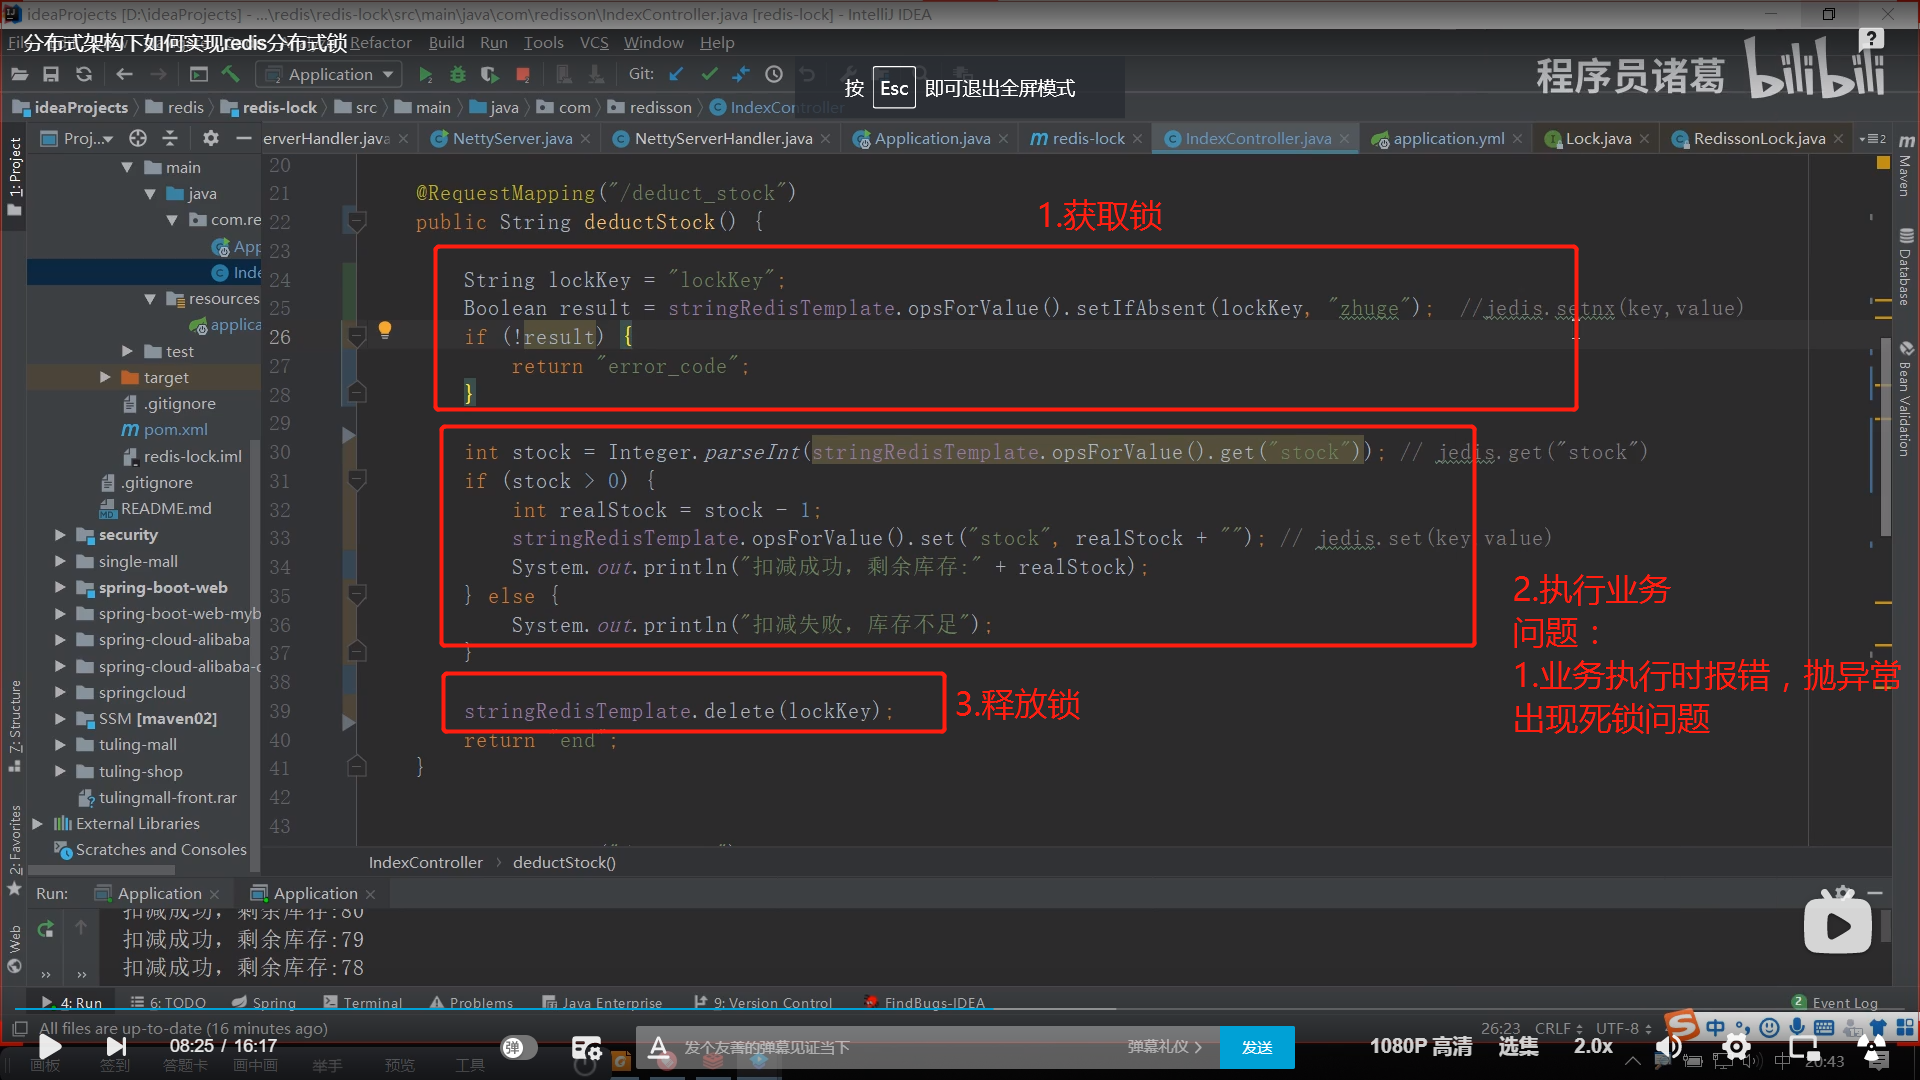 ideaProjects [D:\ideaProjects] - ...\redis\redis-lock\src\main\java\com\redisson\IndexController.java [redis-lock] - IntelliJ IDEA
分布式架构下如何实现redis分布式锁
Refactor Build Run Tools VCS Window Help
Application
Git:
按 Esc 即可退出全屏模式
程序员诸葛 bilibili
ideaProjects redis redis-lock src main java com redisson IndexController
Proj...
erverHandler.java NettyServer.java NettyServerHandler.java Application.java redis-lock IndexController.java application.yml Lock.java RedissonLock.java
1: Project
7: Structure
2: Favorites
Web
Maven
Database
Bean Validation
main
java
com.re
App
Inde
resources
applica
test
target
.gitignore
pom.xml
redis-lock.iml
.gitignore
README.md
security
single-mall
spring-boot-web
spring-boot-web-myb
spring-cloud-alibaba
spring-cloud-alibaba-c
springcloud
SSM [maven02]
tuling-mall
tuling-shop
tulingmall-front.rar
External Libraries
Scratches and Consoles
20
21 @RequestMapping("/deduct_stock")
22 public String deductStock() {
1.获取锁
23
24 String lockKey = "lockKey";
25 Boolean result = stringRedisTemplate.opsForValue().setIfAbsent(lockKey, "zhuge"); //jedis.setnx(key,value)
26 if (!result) {
27 return "error_code";
28 }
29
30 int stock = Integer.parseInt(stringRedisTemplate.opsForValue().get("stock")); // jedis.get("stock")
31 if (stock > 0) {
32 int realStock = stock - 1;
33 stringRedisTemplate.opsForValue().set("stock", realStock + ""); // jedis.set(key,value)
34 System.out.println("扣减成功，剩余库存:" + realStock);
35 } else {
36 System.out.println("扣减失败，库存不足");
37 }
2.执行业务
问题：
1.业务执行时报错，抛异常
出现死锁问题
38
39 stringRedisTemplate.delete(lockKey);
3.释放锁
40 return "end";
41 }
42
43
IndexController deductStock()
Run: Application Application
扣减成功，剩余库存:80
扣减成功，剩余库存:79
扣减成功，剩余库存:78
4: Run 6: TODO Spring Terminal Problems Java Enterprise 9: Version Control FindBugs-IDEA 2 Event Log
All files are up-to-date (16 minutes ago)
26:23 CRLF UTF-8
中
08:25 / 16:17
弹
发个友善的弹幕见证当下
弹幕礼仪
发送
1080P 高清 选集 2.0x
画板 签到 答题卡 画中画 举手 预览 工具
中 20:43